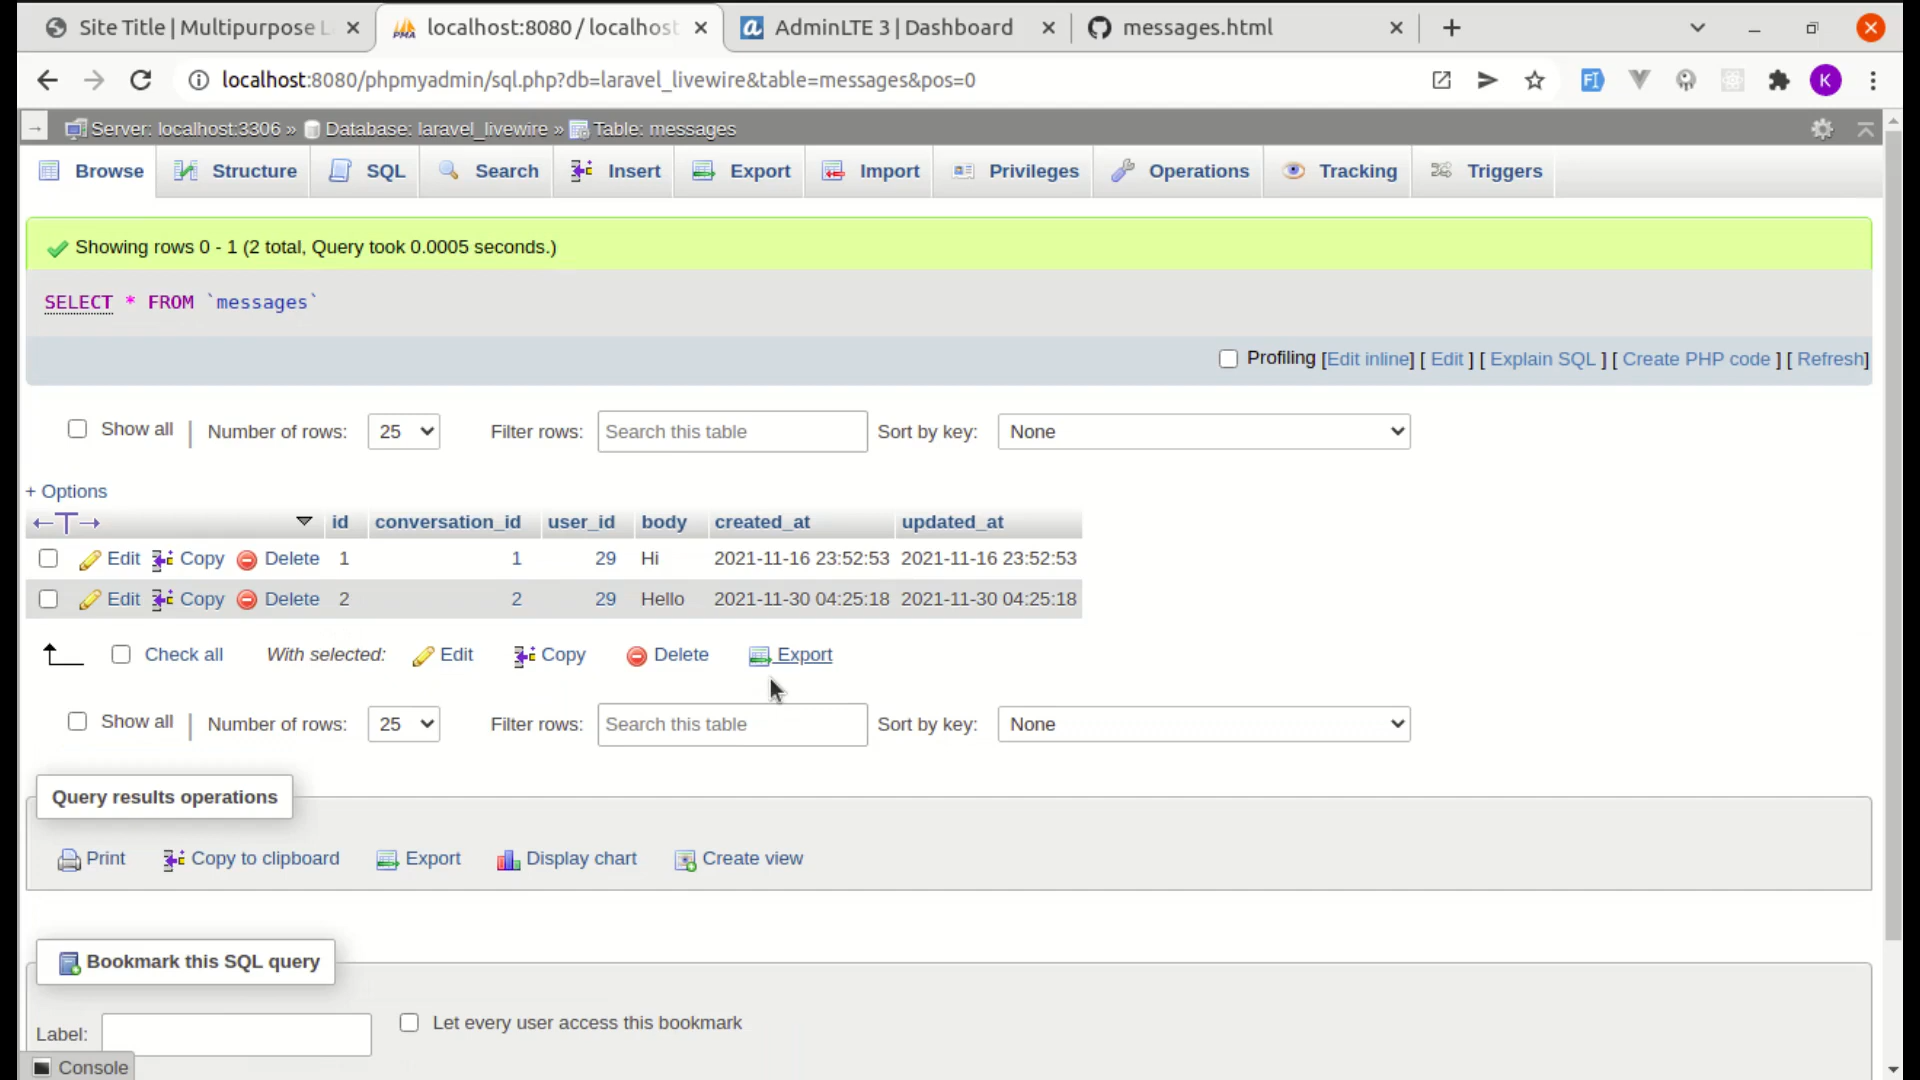 Site Title | Multipurpose L
localhost:8080 / localhost
AdminLTE 3 | Dashboard
messages.html
localhost:8080/phpmyadmin/sql.php?db=laravel_livewire&table=messages&pos=0
K
Server: localhost:3306 » Database: laravel_livewire » Table: messages
Browse Structure SQL Search Insert Export Import Privileges Operations Tracking Triggers
Showing rows 0 - 1 (2 total, Query took 0.0005 seconds.)
SELECT * FROM `messages`
Profiling [Edit inline] [ Edit ] [ Explain SQL ] [ Create PHP code ] [ Refresh]
Show all | Number of rows: 25 Filter rows: Search this table Sort by key: None
+ Options
←T→ id conversation_id user_id body created_at updated_at
Edit Copy Delete 1 1 29 Hi 2021-11-16 23:52:53 2021-11-16 23:52:53
Edit Copy Delete 2 2 29 Hello 2021-11-30 04:25:18 2021-11-30 04:25:18
Check all With selected: Edit Copy Delete Export
Show all | Number of rows: 25 Filter rows: Search this table Sort by key: None
Query results operations
Print Copy to clipboard Export Display chart Create view
Bookmark this SQL query
Label: Let every user access this bookmark
Console